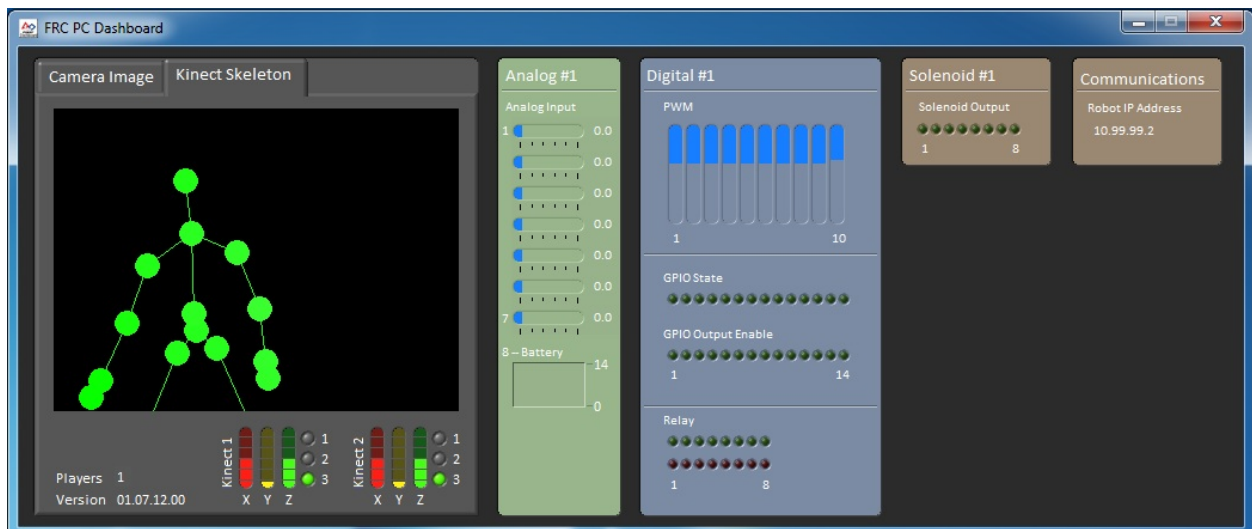 FRC PC Dashboard
Camera Image
Kinect Skeleton
Players 1
Version 01.07.12.00
Kinect 1
X Y Z
1
2
3
Kinect 2
X Y Z
1
2
3
Analog #1
Analog Input
1 0.0
0.0
0.0
0.0
0.0
0.0
7 0.0
8 – Battery
14
0
Digital #1
PWM
1 10
GPIO State
GPIO Output Enable
1 14
Relay
1 8
Solenoid #1
Solenoid Output
1 8
Communications
Robot IP Address
10.99.99.2